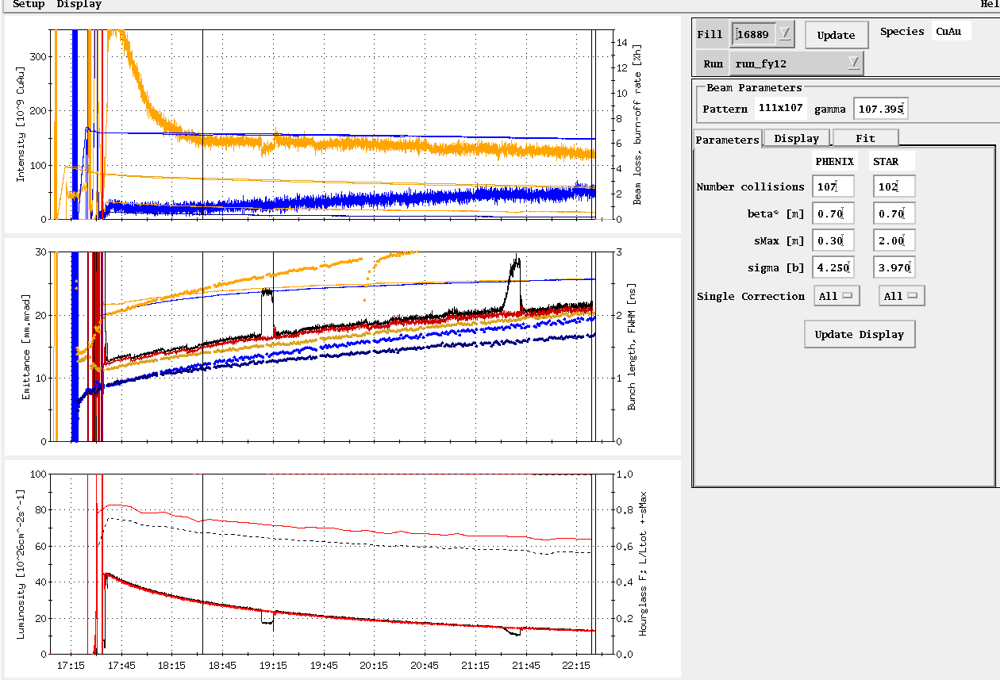 Setup Display Hel
300
200
100
0
Intensity [10^9 CuAu]
14
12
10
8
6
4
2
0
Beam loss, burn-off rate [%h]
30
20
10
0
Emittance [mm.mrad]
3
2
1
0
Bunch length, FWHM [ns]
100
80
60
40
20
0
Luminosity [10^26cm^-2s^-1]
1.0
0.8
0.6
0.4
0.2
0.0
Hourglass F; L/Ltot +-sMax
17:15 17:45 18:15 18:45 19:15 19:45 20:15 20:45 21:15 21:45 22:15
Fill 16889 Update Species CuAu
Run run_fy12
Beam Parameters
Pattern 111x107 gamma 107.395
Parameters Display Fit
PHENIX STAR
Number collisions 107 102
beta* [m] 0.70 0.70
sMax [m] 0.30 2.00
sigma [b] 4.250 3.970
Single Correction All All
Update Display